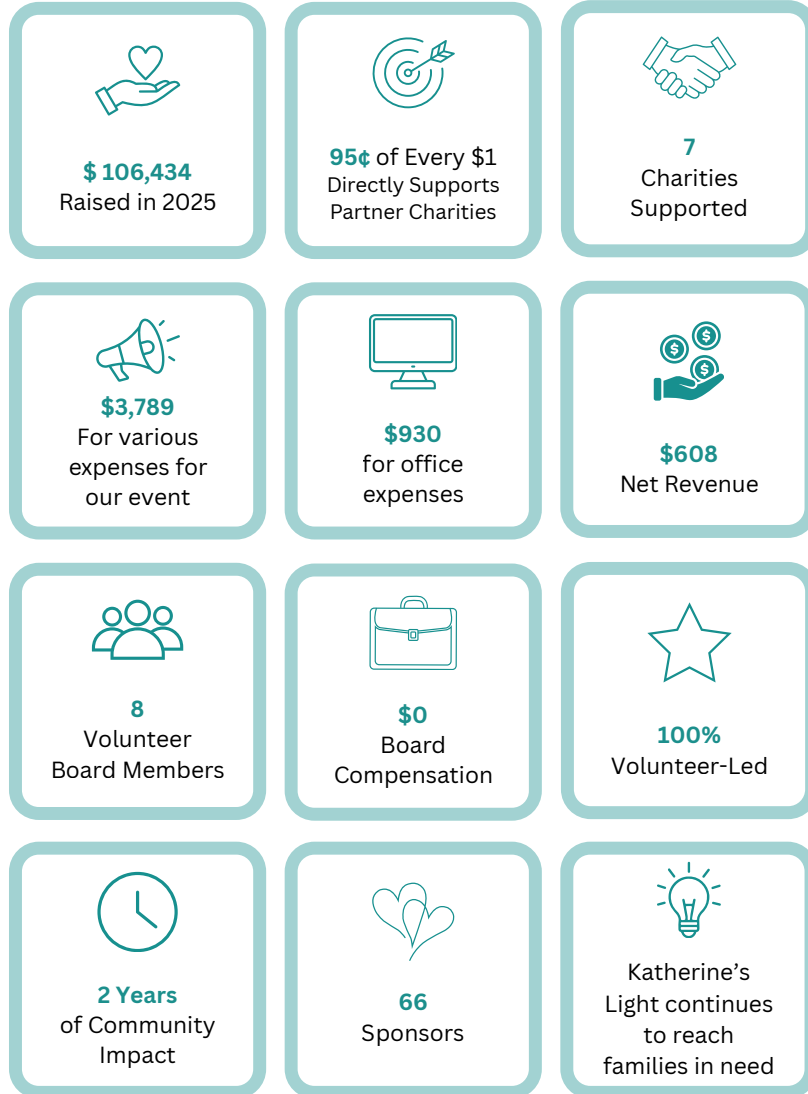 $ 106,434
Raised in 2025
95¢ of Every $1
Directly Supports
Partner Charities
7
Charities
Supported
$3,789
For various
expenses for
our event
$930
for office
expenses
$608
Net Revenue
8
Volunteer
Board Members
$0
Board
Compensation
100%
Volunteer-Led
2 Years
of Community
Impact
66
Sponsors
Katherine’s
Light continues
to reach
families in need